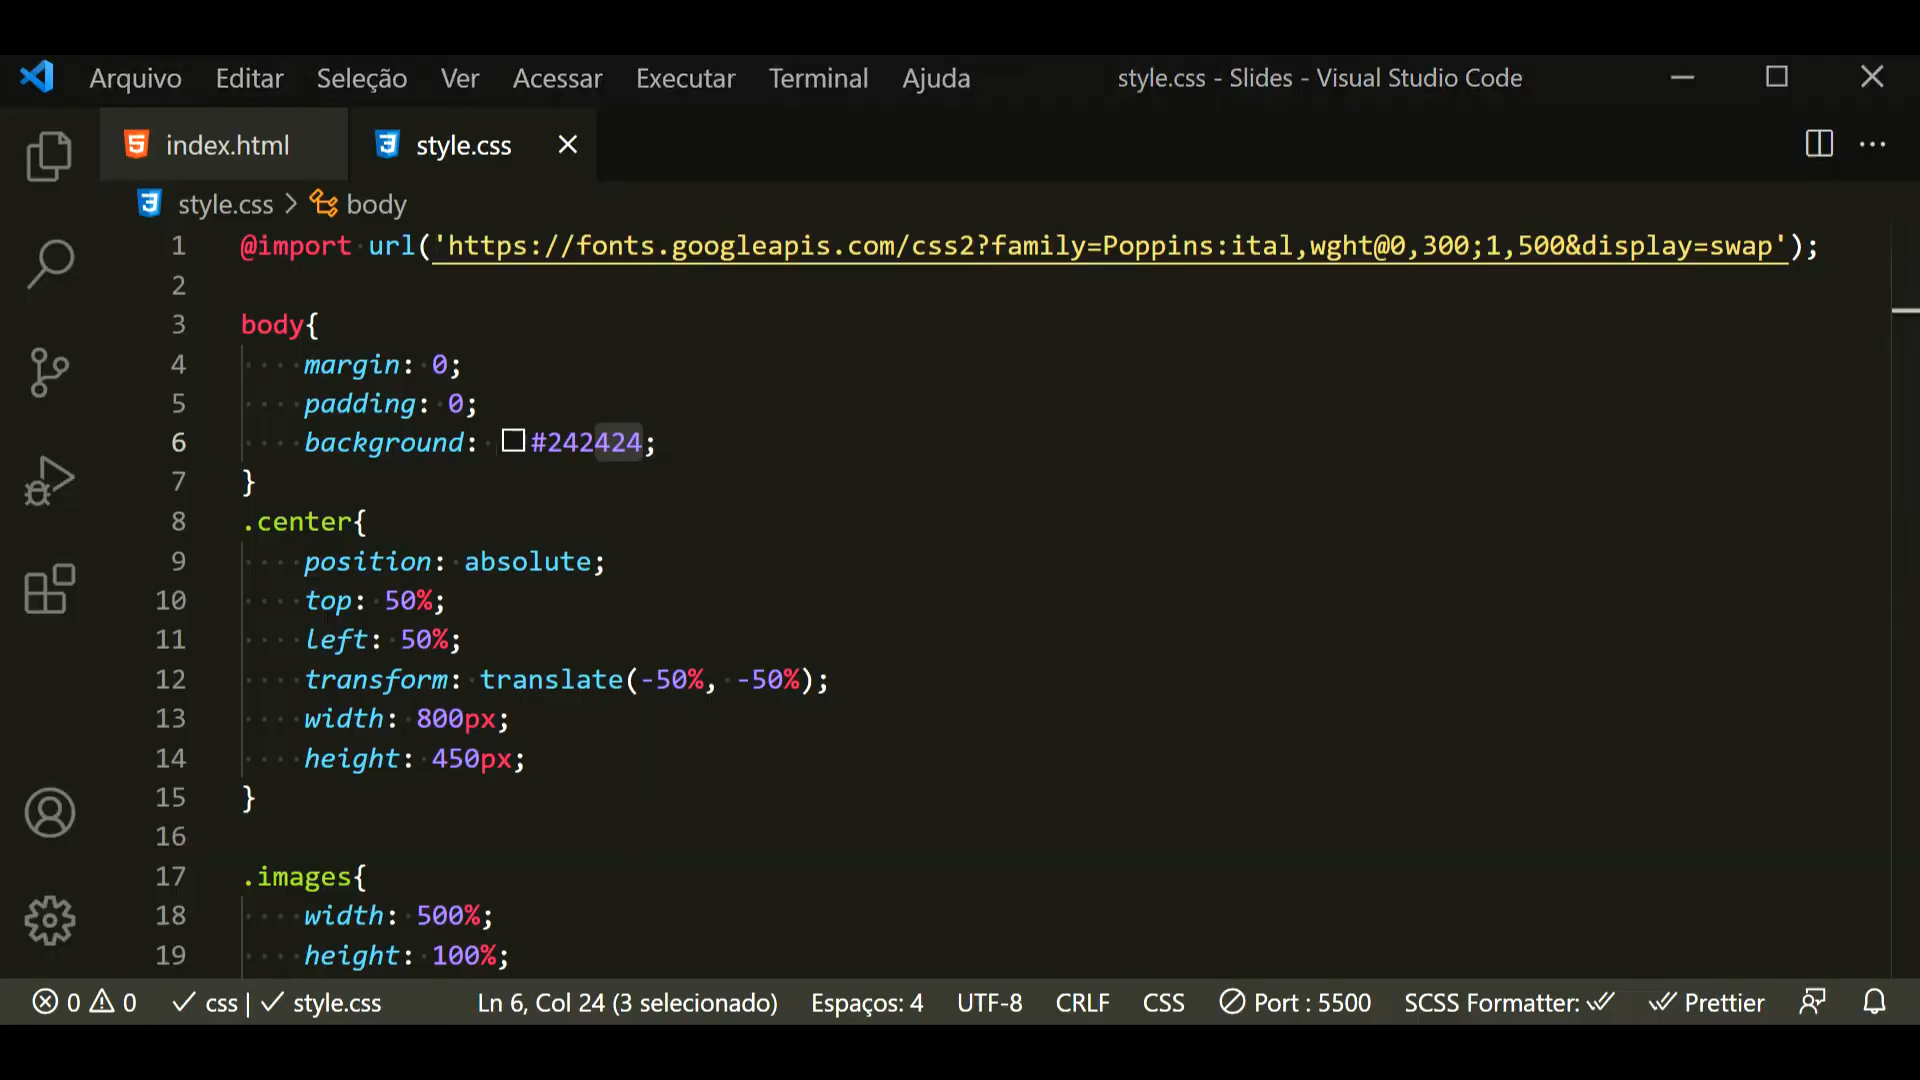 Arquivo Editar Seleção Ver Acessar Executar Terminal Ajuda style.css - Slides - Visual Studio Code
index.html style.css
style.css > body
1 @import url('https://fonts.googleapis.com/css2?family=Poppins:ital,wght@0,300;1,500&display=swap');
2
3 body{
4 margin: 0;
5 padding: 0;
6 background: #242424;
7 }
8 .center{
9 position: absolute;
10 top: 50%;
11 left: 50%;
12 transform: translate(-50%, -50%);
13 width: 800px;
14 height: 450px;
15 }
16
17 .images{
18 width: 500%;
19 height: 100%;
0 0 css | style.css Ln 6, Col 24 (3 selecionado) Espaços: 4 UTF-8 CRLF CSS Port : 5500 SCSS Formatter: Prettier